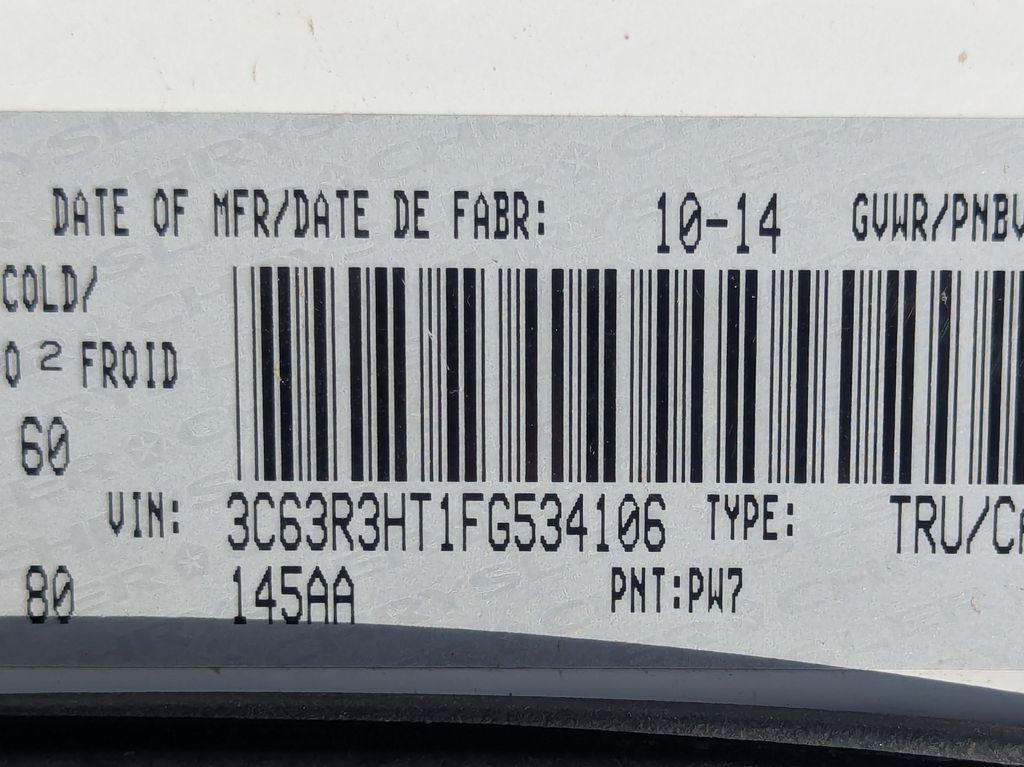 DATE OF MFR/DATE DE FABR: 10-14 GVWR/PNBV
COLD/
0 2 FROID
60
VIN: 3C63R3HT1FG534106 TYPE: TRU/CA
80 145AA PNT:PW7